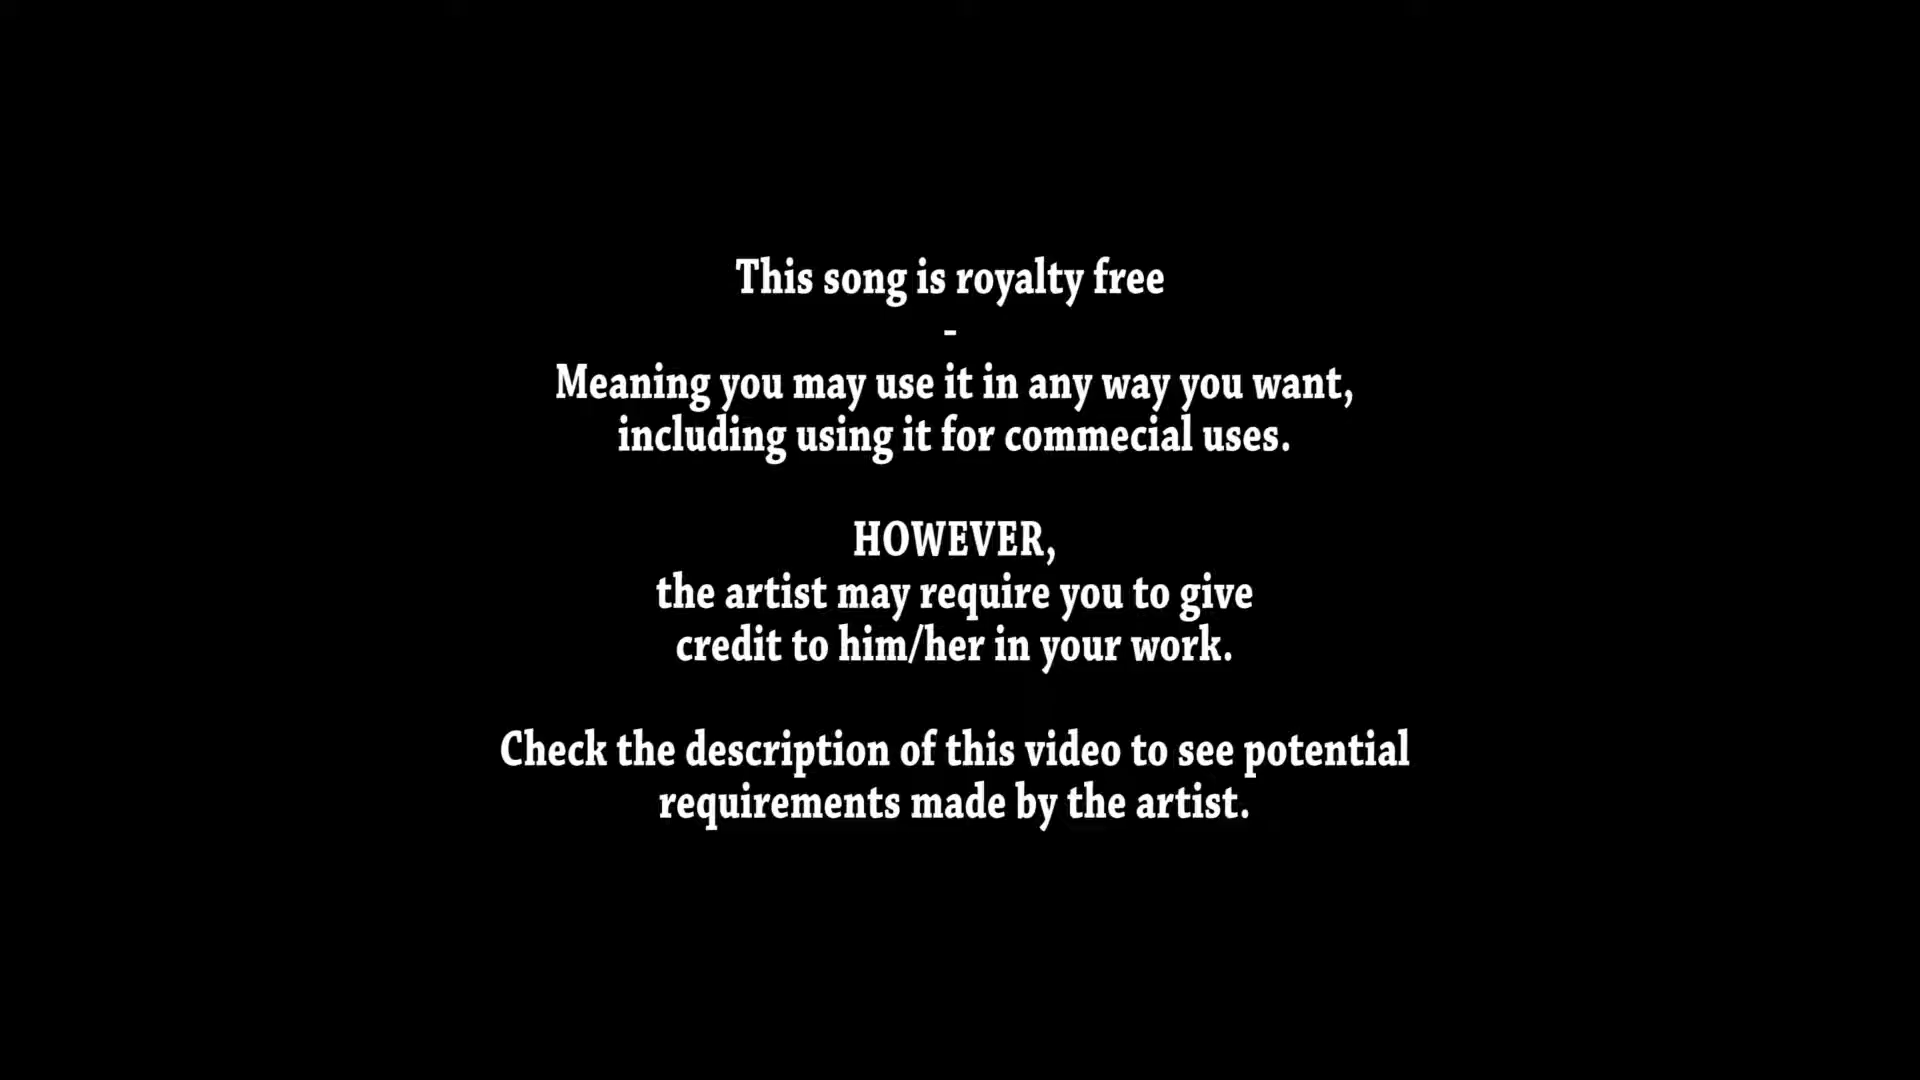 This song is royalty free
-
Meaning you may use it in any way you want,
including using it for commecial uses.
HOWEVER,
the artist may require you to give
credit to him/her in your work.
Check the description of this video to see potential
requirements made by the artist.